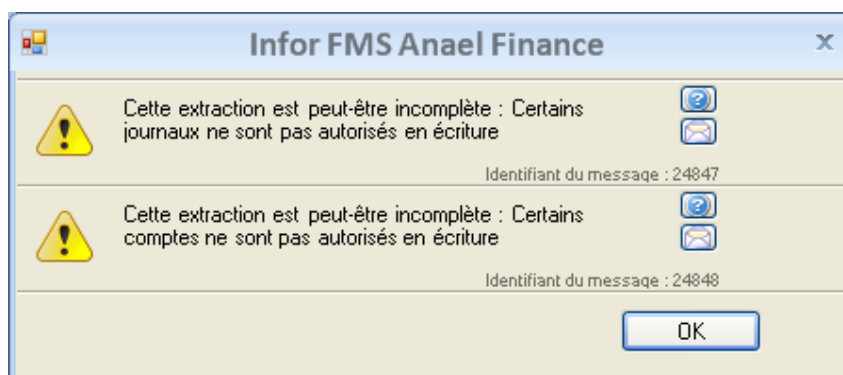 Infor FMS Anael Finance
x
Cette extraction est peut-être incomplète : Certains
journaux ne sont pas autorisés en écriture
Identifiant du message : 24847
Cette extraction est peut-être incomplète : Certains
comptes ne sont pas autorisés en écriture
Identifiant du message : 24848
OK